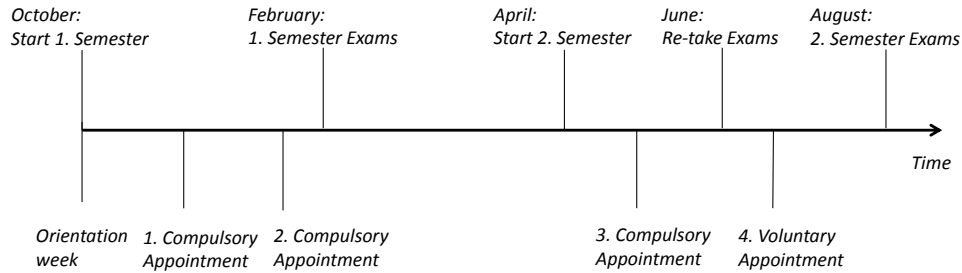 October:
Start 1. Semester
February:
1. Semester Exams
April:
Start 2. Semester
June:
Re-take Exams
August:
2. Semester Exams
Time
Orientation
week
1. Compulsory
Appointment
2. Compulsory
Appointment
3. Compulsory
Appointment
4. Voluntary
Appointment